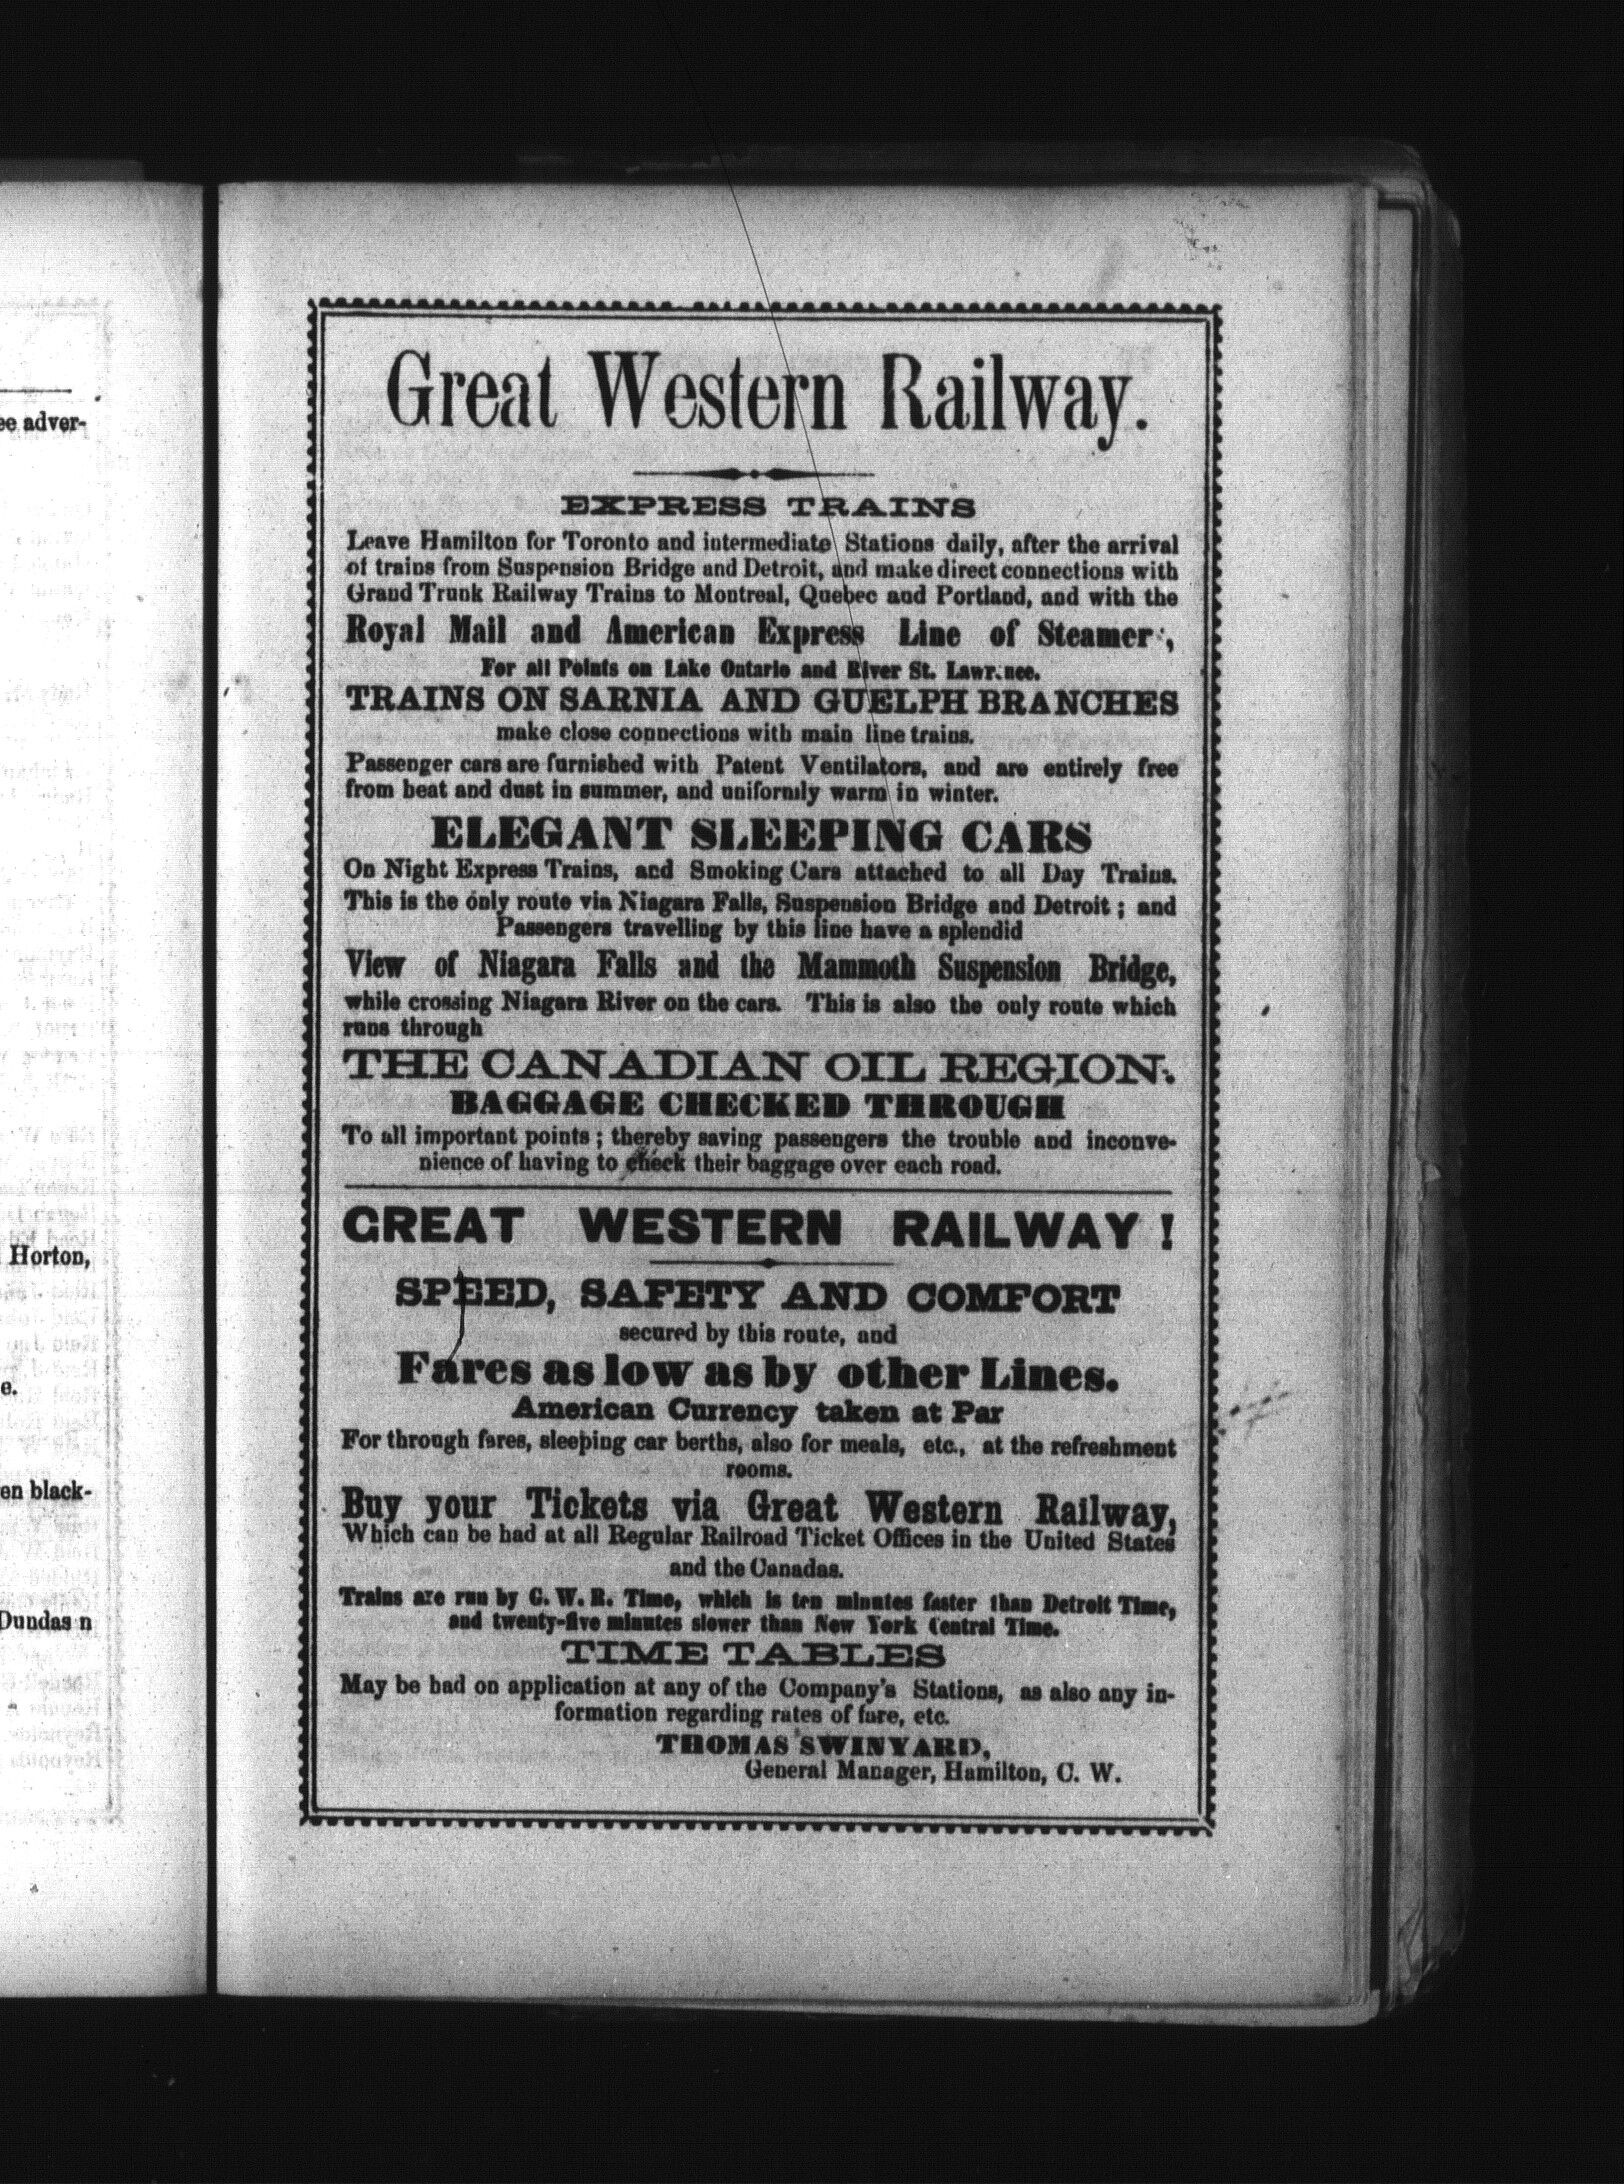 ee adver-
Horton,
e.
en black-
Dundas n
Great Western Railway.
EXPRESS TRAINS
Leave Hamilton for Toronto and intermediate Stations daily, after the arrival
of trains from Suspension Bridge and Detroit, and make direct connections with
Grand Trunk Railway Trains to Montreal, Quebec and Portland, and with the
Royal Mail and American Express Line of Steamer',
For all Points on Lake Ontario and River St. Lawr.nce.
TRAINS ON SARNIA AND GUELPH BRANCHES
make close connections with main line trains.
Passenger cars are furnished with Patent Ventilators, and are entirely free
from heat and dust in summer, and uniformly warm in winter.
ELEGANT SLEEPING CARS
On Night Express Trains, and Smoking Cars attached to all Day Trains.
This is the only route via Niagara Falls, Suspension Bridge and Detroit ; and
Passengers travelling by this line have a splendid
View of Niagara Falls and the Mammoth Suspension Bridge,
while crossing Niagara River on the cars. This is also the only route which
runs through
THE CANADIAN OIL REGION.
BAGGAGE CHECKED THROUGH
To all important points ; thereby saving passengers the trouble and inconve-
nience of having to check their baggage over each road.
GREAT WESTERN RAILWAY !
SPEED, SAFETY AND COMFORT
secured by this route, and
Fares as low as by other Lines.
American Currency taken at Par
For through fares, sleeping car berths, also for meals, etc., at the refreshment
rooms.
Buy your Tickets via Great Western Railway,
Which can be had at all Regular Railroad Ticket Offices in the United States
and the Canadas.
Trains are run by G. W. R. Time, which is ten minutes faster than Detroit Time,
and twenty-five minutes slower than New York Central Time.
TIME TABLES
May be had on application at any of the Company's Stations, as also any in-
formation regarding rates of fare, etc.
THOMAS SWINYARD,
General Manager, Hamilton, C. W.